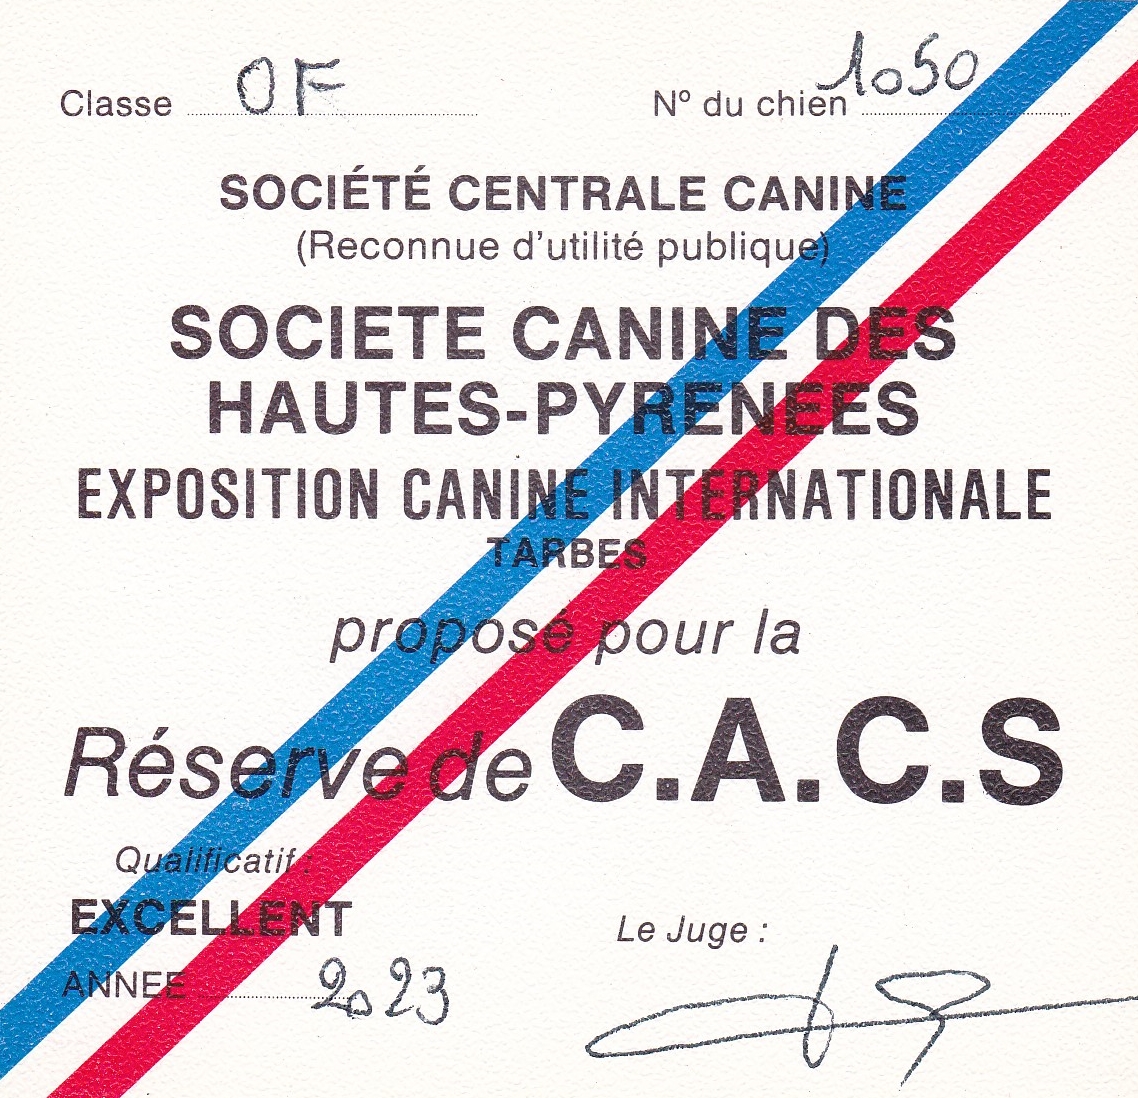 Classe OF N° du chien 1050
SOCIÉTÉ CENTRALE CANINE
(Reconnue d'utilité publique)
SOCIETE CANINE DES
HAUTES-PYRENEES
EXPOSITION CANINE INTERNATIONALE
TARBES
proposé pour la
Réserve de C.A.C.S
Qualificatif :
EXCELLENT
Le Juge :
ANNEE 2023